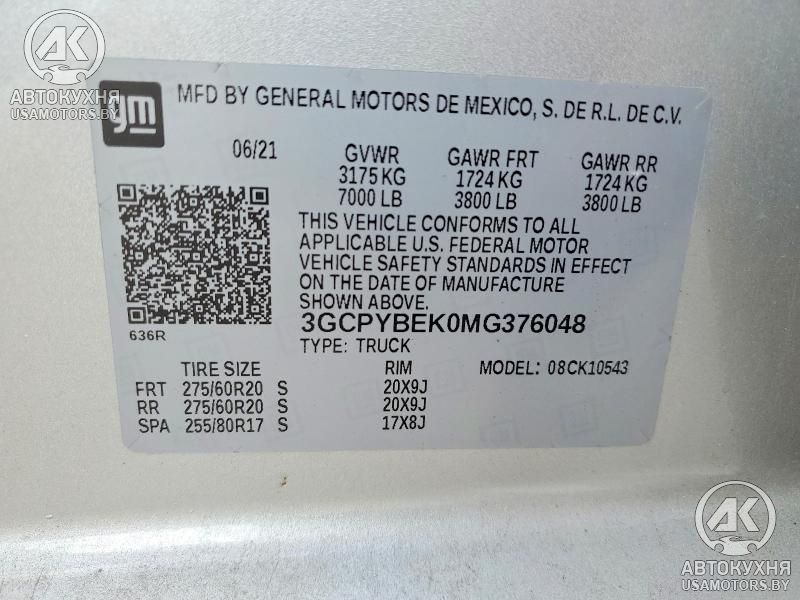 АК
АВТОКУХНЯ
USAMOTORS.BY
gm
MFD BY GENERAL MOTORS DE MEXICO, S. DE R.L. DE C.V.
06/21 GVWR GAWR FRT GAWR RR
3175 KG 1724 KG 1724 KG
7000 LB 3800 LB 3800 LB
THIS VEHICLE CONFORMS TO ALL
APPLICABLE U.S. FEDERAL MOTOR
VEHICLE SAFETY STANDARDS IN EFFECT
ON THE DATE OF MANUFACTURE
SHOWN ABOVE.
636R
3GCPYBEK0MG376048
TYPE: TRUCK
TIRE SIZE RIM MODEL: 08CK10543
FRT 275/60R20 S 20X9J
RR 275/60R20 S 20X9J
SPA 255/80R17 S 17X8J
АК
АВТОКУХНЯ
USAMOTORS.BY